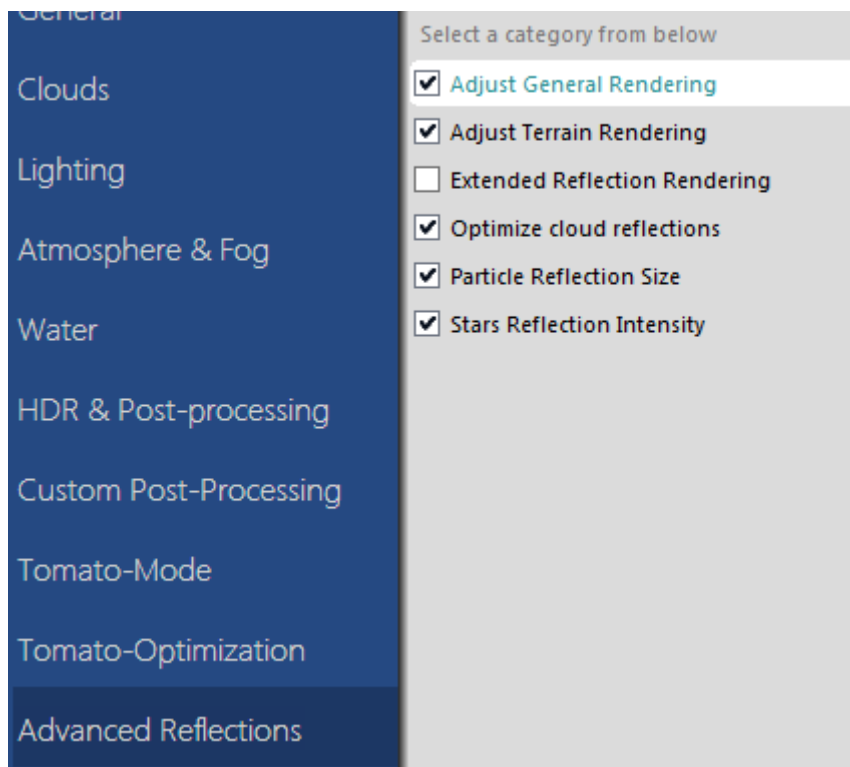 General
Clouds
Lighting
Atmosphere & Fog
Water
HDR & Post-processing
Custom Post-Processing
Tomato-Mode
Tomato-Optimization
Advanced Reflections
Select a category from below
Adjust General Rendering
Adjust Terrain Rendering
Extended Reflection Rendering
Optimize cloud reflections
Particle Reflection Size
Stars Reflection Intensity